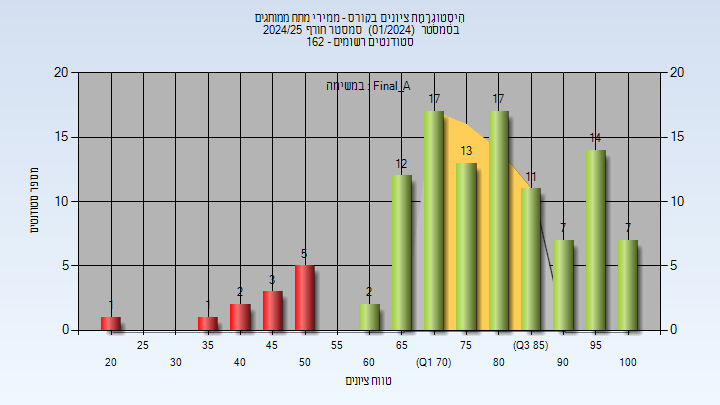 היסטוגרמת ציונים בקורס - ממירי מתח ממותגים
בסמסטר (01/2024) סמסטר חורף 2024/25
סטודנטים רשומים - 162
במשימה : Final_A
20 20
15 15
10 10
5 5
0 0
1 1 2 3 5 2 12 17 13 17 11 7 14 7
מספר סטודנטים
25 35 45 55 65 75 (Q3 85) 95
20 30 40 50 60 (Q1 70) 80 90 100
טווח ציונים